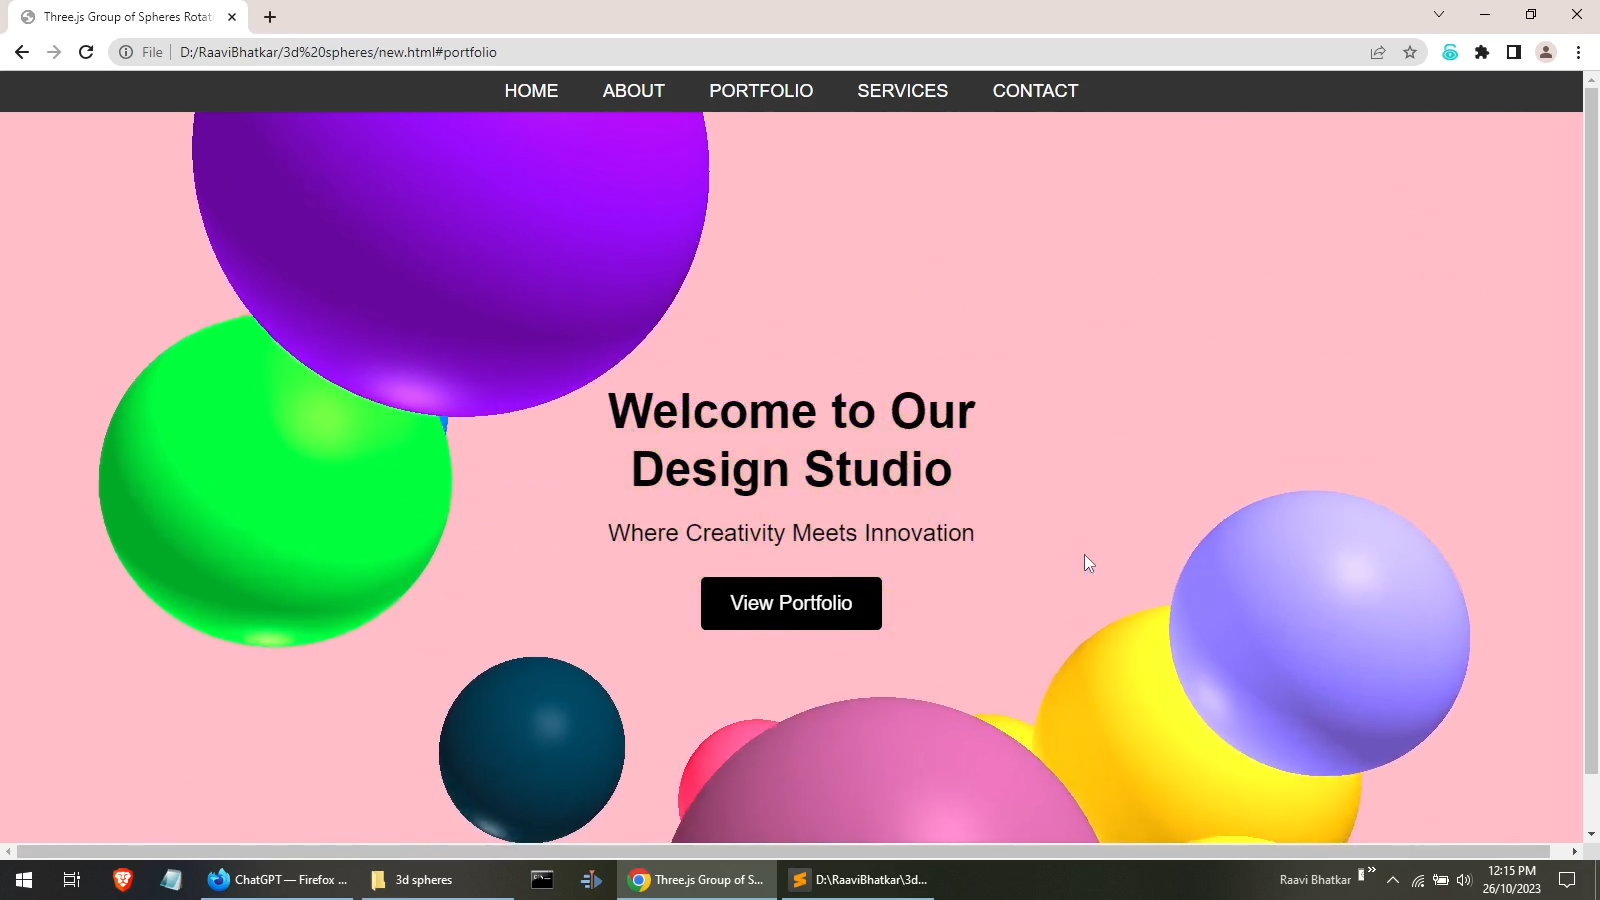 Three.js Group of Spheres Rotati
File
D:/RaaviBhatkar/3d%20spheres/new.html#portfolio
HOME ABOUT PORTFOLIO SERVICES CONTACT
Welcome to Our
Design Studio
Where Creativity Meets Innovation
View Portfolio
ChatGPT — Firefox ...
3d spheres
Three.js Group of S...
D:\RaaviBhatkar\3d...
Raavi Bhatkar
12:15 PM
26/10/2023